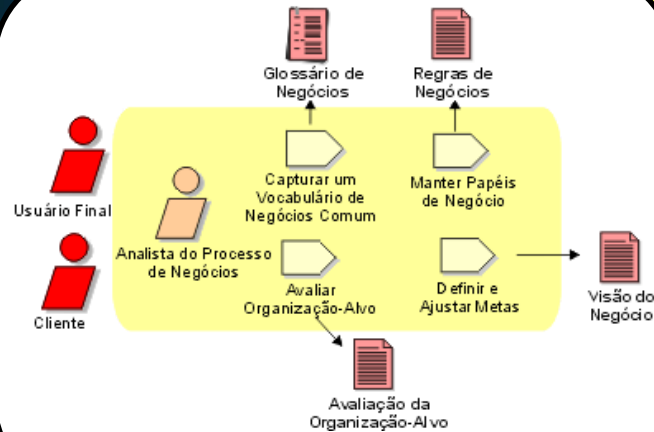 Glossário de
Negócios
Regras de
Negócios
Capturar um
Vocabulário de
Negócios Comum
Manter Papéis
de Negócio
Usuário Final
Analista do Processo
de Negócios
Avaliar
Organização-Alvo
Definir e
Ajustar Metas
Visão do
Negócio
Cliente
Avaliação da
Organização-Alvo